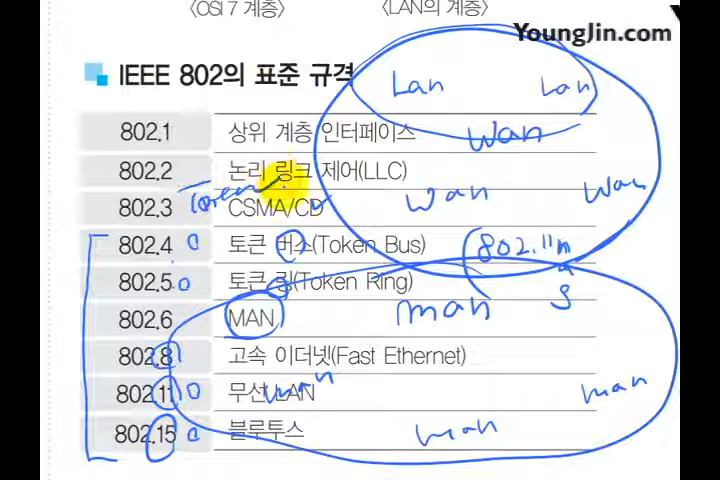 〈OSI 7 계층〉 〈LAN의 계층〉
YoungJin.com
IEEE 802의 표준 규격
Lan Lan
802.1 상위 계층 인터페이스
Wan
802.2 논리 링크 제어(LLC)
Wan Wan
Token
802.3 CSMA/CD
802.4 토큰 버스(Token Bus)
802.11n
a
g
802.5 토큰 링(Token Ring)
802.6 MAN
man
802.8 고속 이더넷(Fast Ethernet)
802.11 무선 LAN
man man
802.15 블루투스
man